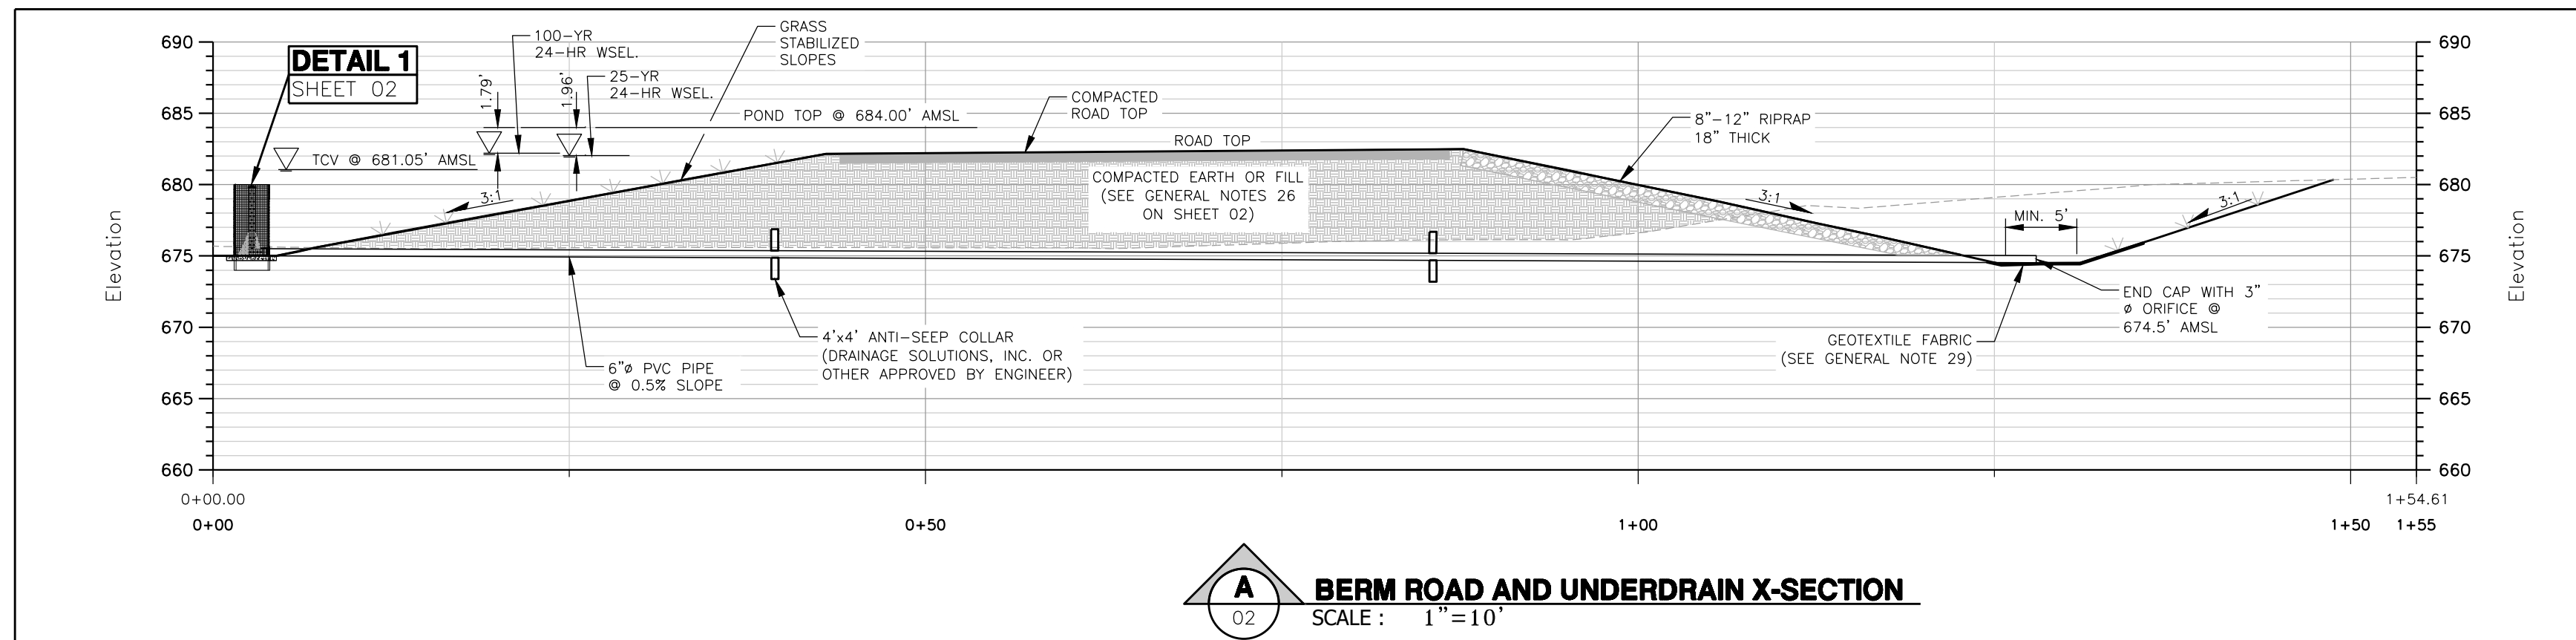 690
DETAIL 1
SHEET 02
100-YR
24-HR WSEL.
1.79'
1.96'
25-YR
24-HR WSEL.
GRASS
STABILIZED
SLOPES
690
685
POND TOP @ 684.00' AMSL
COMPACTED
ROAD TOP
8"-12" RIPRAP
18" THICK
685
TCV @ 681.05' AMSL
ROAD TOP
680
3:1
COMPACTED EARTH OR FILL
(SEE GENERAL NOTES 26
ON SHEET 02)
3:1
MIN. 5'
3:1
680
Elevation
Elevation
675
675
END CAP WITH 3"
ø ORIFICE @
674.5' AMSL
670
4'x4' ANTI-SEEP COLLAR
(DRAINAGE SOLUTIONS, INC. OR
OTHER APPROVED BY ENGINEER)
GEOTEXTILE FABRIC
(SEE GENERAL NOTE 29)
670
6"ø PVC PIPE
@ 0.5% SLOPE
665
665
660
660
0+00.00
1+54.61
0+00
0+50
1+00
1+50
1+55
A
02
BERM ROAD AND UNDERDRAIN X-SECTION
SCALE : 1"=10'